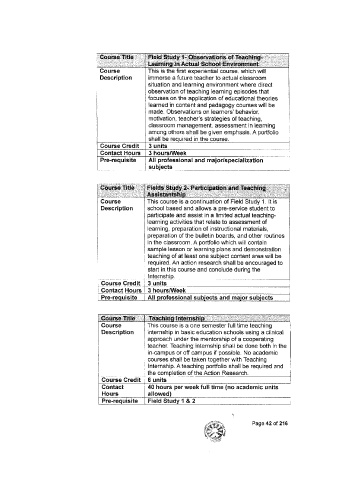 Course Title Field Study 1- Observations of Teaching-
Learning in Actual School Environment
Course This is the first experiential course, which will
Description immerse a future teacher to actual classroom
situation and learning environment where direct
observation of teaching learning episodes that
focuses on the application of educational theories
learned in content and pedagogy courses will be
made. Observations on learners' behavior,
motivation, teacher's strategies of teaching,
classroom management, assessment in learning
among others shall be given emphasis. A portfolio
shall be required in the course.
Course Credit 3 units
Contact Hours 3 hours/Week
Pre-requisite All professional and major/specialization
subjects
Course Title Fields Study 2- Participation and Teaching
Assistantship
Course This course is a continuation of Field Study 1. It is
Description school based and allows a pre-service student to
participate and assist in a limited actual teaching-
learning activities that relate to assessment of
learning, preparation of instructional materials,
preparation of the bulletin boards, and other routines
in the classroom. A portfolio which will contain
sample lesson or learning plans and demonstration
teaching of at least one subject content area will be
required. An action research shall be encouraged to
start in this course and conclude during the
Internship.
Course Credit 3 units
Contact Hours 3 hours/Week
Pre-requisite All professional subjects and major subjects
Course Title Teaching Internship
Course This course is a one semester full time teaching
Description internship in basic education schools using a clinical
approach under the mentorship of a cooperating
teacher. Teaching internship shall be done both in the
in-campus or off campus if possible. No academic
courses shall be taken together with Teaching
Internship. A teaching portfolio shall be required and
the completion of the Action Research.
Course Credit 6 units
Contact 40 hours per week full time (no academic units
Hours allowed)
Pre-requisite Field Study 1 & 2
Page 42 of 216